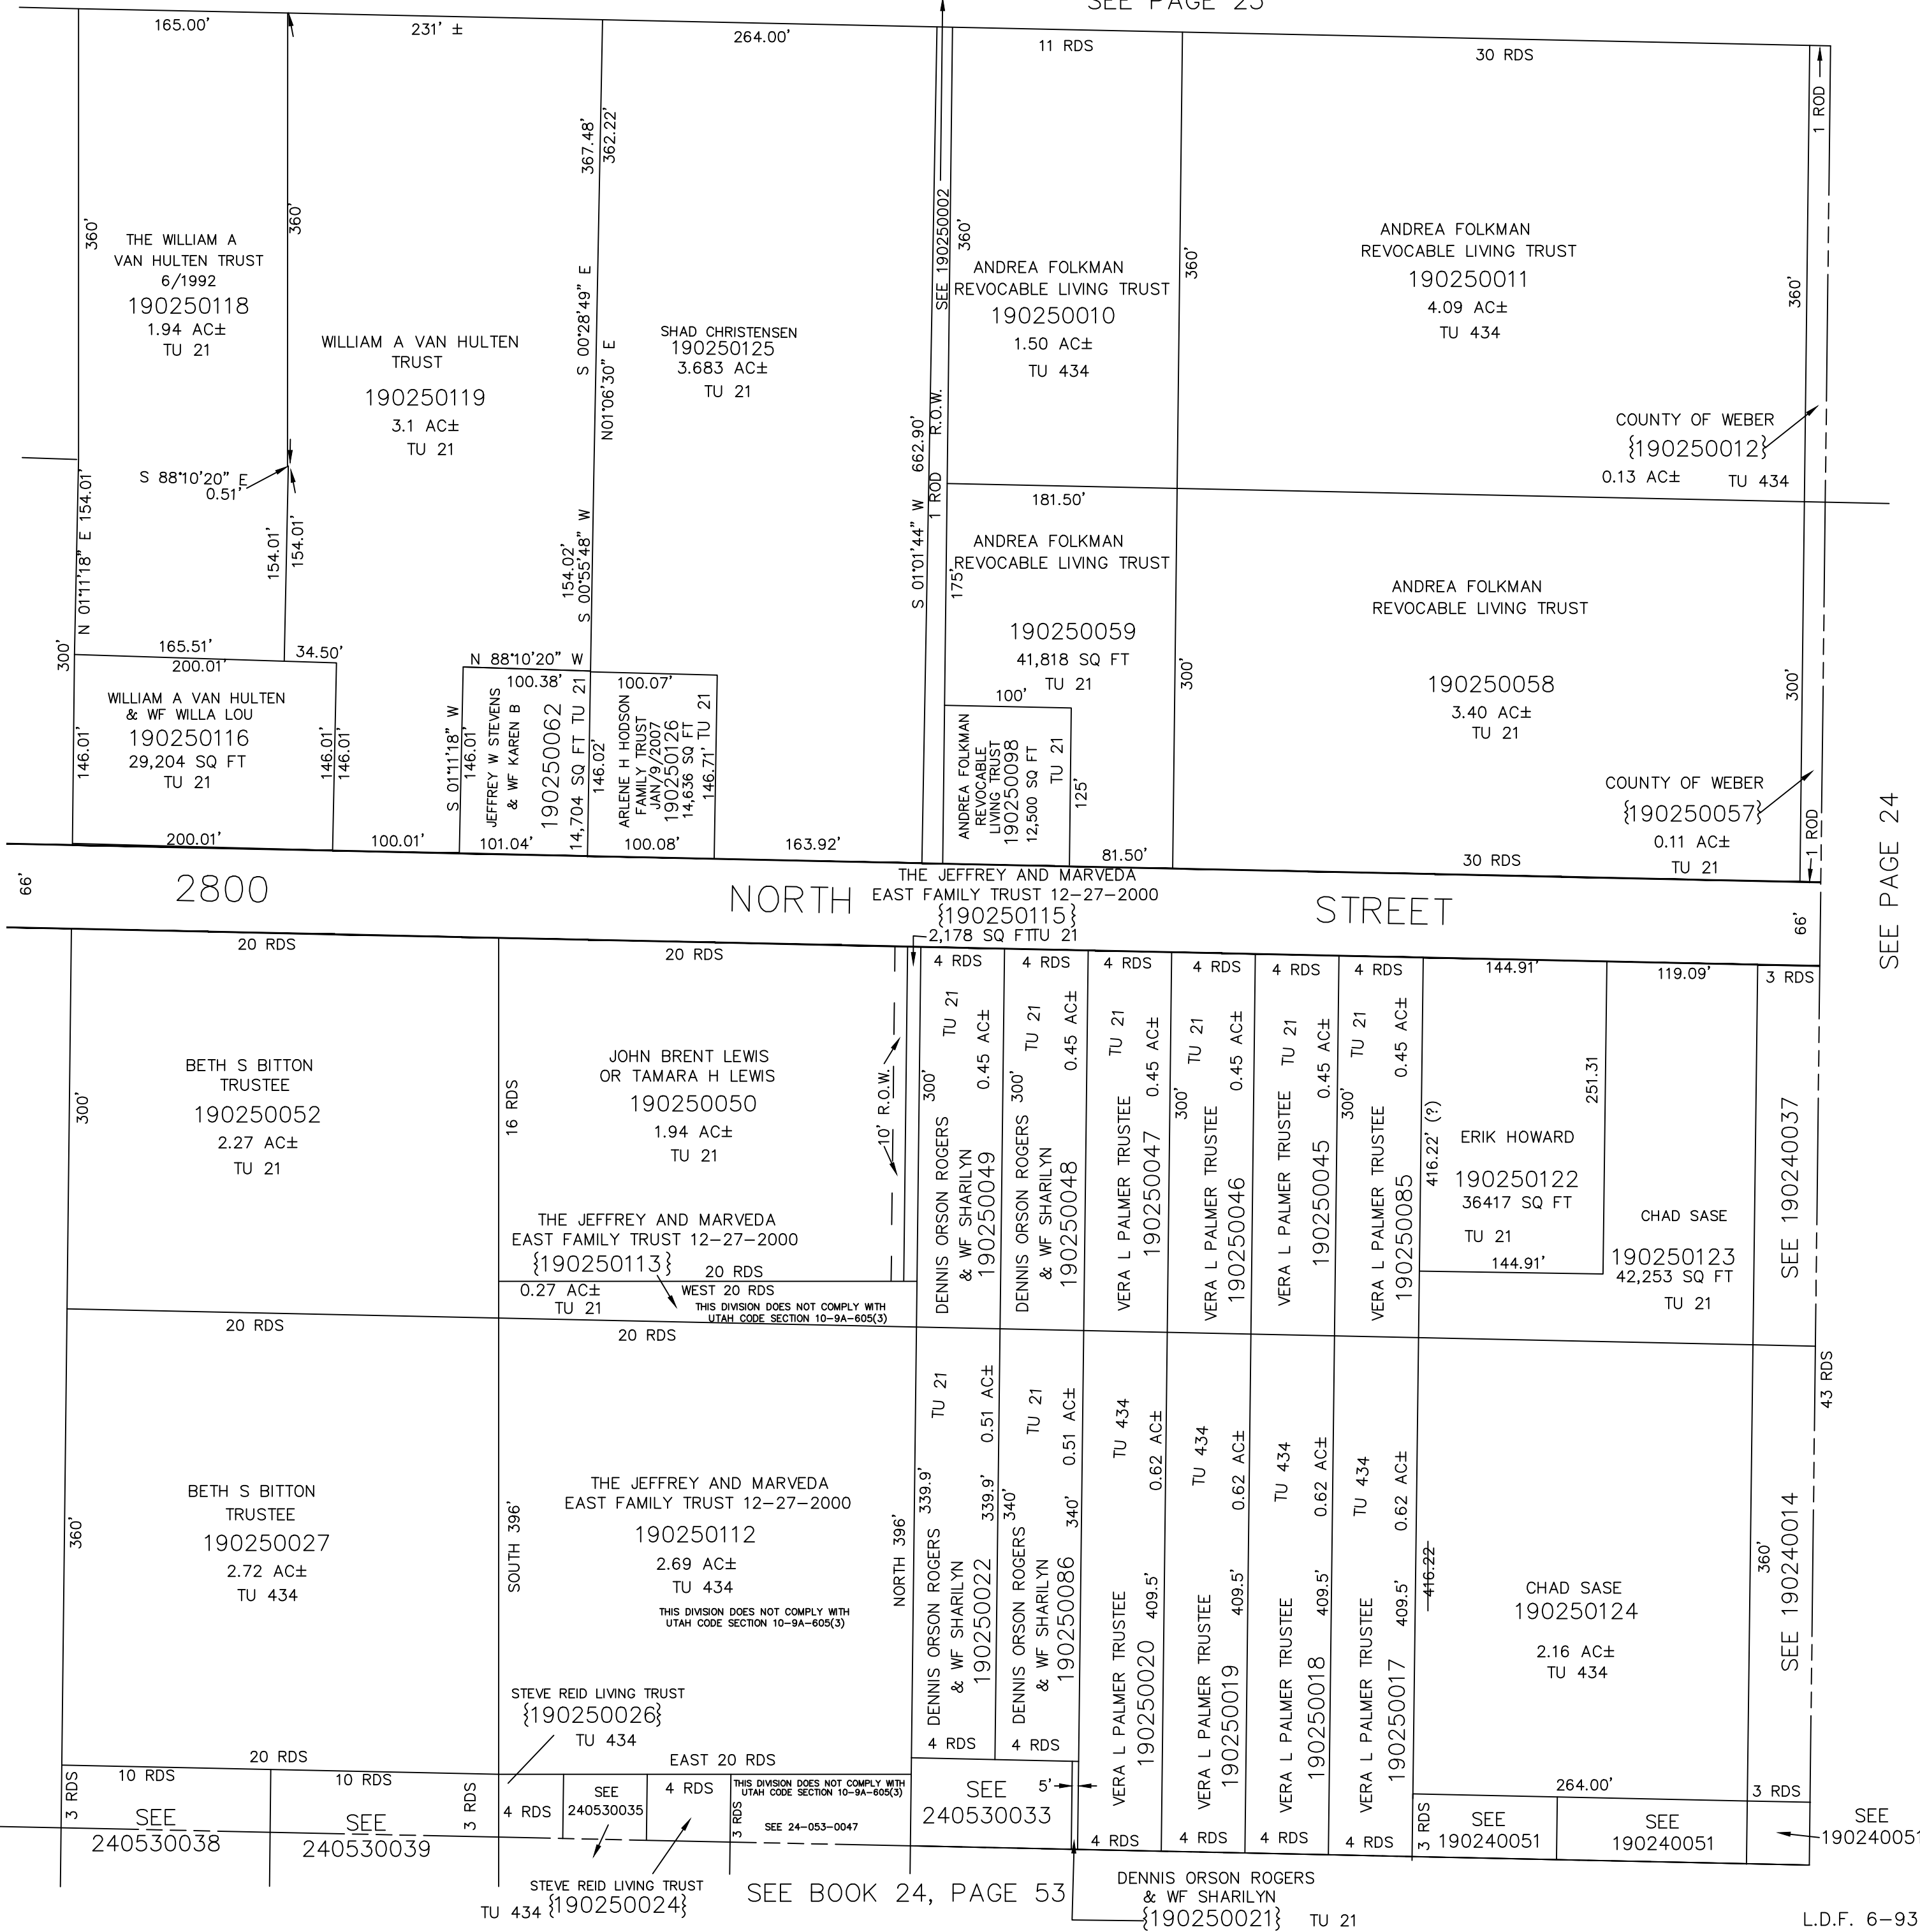 SEE PAGE 25
165.00'
231' ±
264.00'
11 RDS
30 RDS
1 ROD
360'
THE WILLIAM A
VAN HULTEN TRUST
6/1992
190250118
1.94 AC±
TU 21
360'
WILLIAM A VAN HULTEN
TRUST
190250119
3.1 AC±
TU 21
367.48'
S 00°28'49" E
362.22'
N01°06'30" E
SHAD CHRISTENSEN
190250125
3.683 AC±
TU 21
S 01°01'44" W 662.90'
1 ROD R.O.W.
SEE 190250002
360'
ANDREA FOLKMAN
REVOCABLE LIVING TRUST
190250010
1.50 AC±
TU 434
360'
ANDREA FOLKMAN
REVOCABLE LIVING TRUST
190250011
4.09 AC±
TU 434
360'
COUNTY OF WEBER
{190250012}
0.13 AC± TU 434
S 88°10'20" E
0.51'
N 01°11'18" E 154.01'
300'
154.01'
154.01'
154.02'
S 00°55'48" W
165.51'
34.50'
200.01'
WILLIAM A VAN HULTEN
& WF WILLA LOU
190250116
29,204 SQ FT
TU 21
146.01'
146.01'
146.01'
200.01'
100.01'
N 88°10'20" W
100.38'
S 01°11'18" W
146.01'
JEFFREY W STEVENS
& WF KAREN B
190250062
14,704 SQ FT TU 21
101.04'
100.07'
146.02'
ARLENE H HODSON
FAMILY TRUST
JAN/9/2007
190250126
14,636 SQ FT
146.71' TU 21
100.08'
163.92'
181.50'
ANDREA FOLKMAN
REVOCABLE LIVING TRUST
175'
190250059
41,818 SQ FT
TU 21
100'
ANDREA FOLKMAN
REVOCABLE
LIVING TRUST
190250098
12,500 SQ FT
TU 21
125'
81.50'
300'
ANDREA FOLKMAN
REVOCABLE LIVING TRUST
190250058
3.40 AC±
TU 21
300'
COUNTY OF WEBER
{190250057}
0.11 AC±
TU 21
1 ROD
30 RDS
SEE PAGE 24
66'
2800 NORTH STREET
66'
THE JEFFREY AND MARVEDA
EAST FAMILY TRUST 12-27-2000
{190250115}
2,178 SQ FT TU 21
20 RDS
300'
BETH S BITTON
TRUSTEE
190250052
2.27 AC±
TU 21
20 RDS
16 RDS
JOHN BRENT LEWIS
OR TAMARA H LEWIS
190250050
1.94 AC±
TU 21
10' R.O.W.
THE JEFFREY AND MARVEDA
EAST FAMILY TRUST 12-27-2000
{190250113}
20 RDS
0.27 AC±
TU 21
WEST 20 RDS
THIS DIVISION DOES NOT COMPLY WITH
UTAH CODE SECTION 10-9A-605(3)
4 RDS
TU 21
0.45 AC±
300'
DENNIS ORSON ROGERS
& WF SHARILYN
190250049
4 RDS
TU 21
0.45 AC±
300'
DENNIS ORSON ROGERS
& WF SHARILYN
190250048
4 RDS
TU 21
0.45 AC±
VERA L PALMER TRUSTEE
190250047
4 RDS
TU 21
0.45 AC±
300'
VERA L PALMER TRUSTEE
190250046
4 RDS
TU 21
0.45 AC±
VERA L PALMER TRUSTEE
190250045
4 RDS
TU 21
0.45 AC±
300'
VERA L PALMER TRUSTEE
190250085
144.91'
416.22' (?)
251.31
ERIK HOWARD
190250122
36417 SQ FT
TU 21
144.91'
119.09'
CHAD SASE
190250123
42,253 SQ FT
TU 21
3 RDS
SEE 190240037
43 RDS
20 RDS
360'
BETH S BITTON
TRUSTEE
190250027
2.72 AC±
TU 434
20 RDS
20 RDS
SOUTH 396'
THE JEFFREY AND MARVEDA
EAST FAMILY TRUST 12-27-2000
190250112
2.69 AC±
TU 434
THIS DIVISION DOES NOT COMPLY WITH
UTAH CODE SECTION 10-9A-605(3)
NORTH 396'
EAST 20 RDS
STEVE REID LIVING TRUST
{190250026}
TU 434
TU 21
0.51 AC±
339.9'
339.9'
DENNIS ORSON ROGERS
& WF SHARILYN
190250022
4 RDS
TU 21
0.51 AC±
340'
340'
DENNIS ORSON ROGERS
& WF SHARILYN
190250086
4 RDS
TU 434
0.62 AC±
409.5'
VERA L PALMER TRUSTEE
190250020
4 RDS
TU 434
0.62 AC±
409.5'
VERA L PALMER TRUSTEE
190250019
4 RDS
TU 434
0.62 AC±
409.5'
VERA L PALMER TRUSTEE
190250018
4 RDS
TU 434
0.62 AC±
409.5'
VERA L PALMER TRUSTEE
190250017
4 RDS
416.22
CHAD SASE
190250124
2.16 AC±
TU 434
264.00'
360'
SEE 190240014
3 RDS
3 RDS
10 RDS
SEE
240530038
10 RDS
SEE
240530039
3 RDS
4 RDS
SEE
240530035
4 RDS
3 RDS
THIS DIVISION DOES NOT COMPLY WITH
UTAH CODE SECTION 10-9A-605(3)
SEE 24-053-0047
SEE
240530033
5'
3 RDS
SEE
190240051
SEE
190240051
SEE
190240051
STEVE REID LIVING TRUST
TU 434 {190250024}
SEE BOOK 24, PAGE 53
DENNIS ORSON ROGERS
& WF SHARILYN
{190250021} TU 21
L.D.F. 6-93